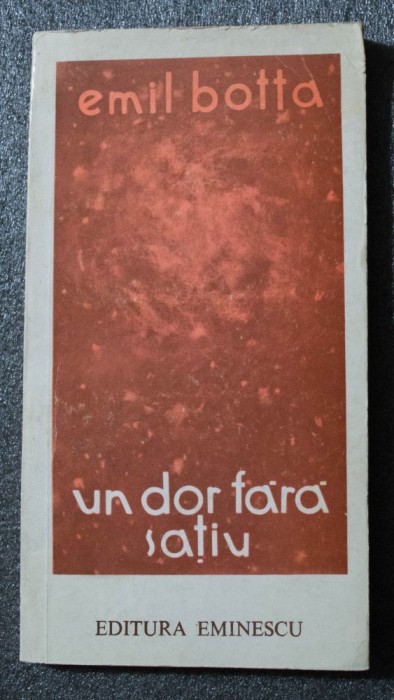 emil botta
un dor fără
sațiu
EDITURA EMINESCU